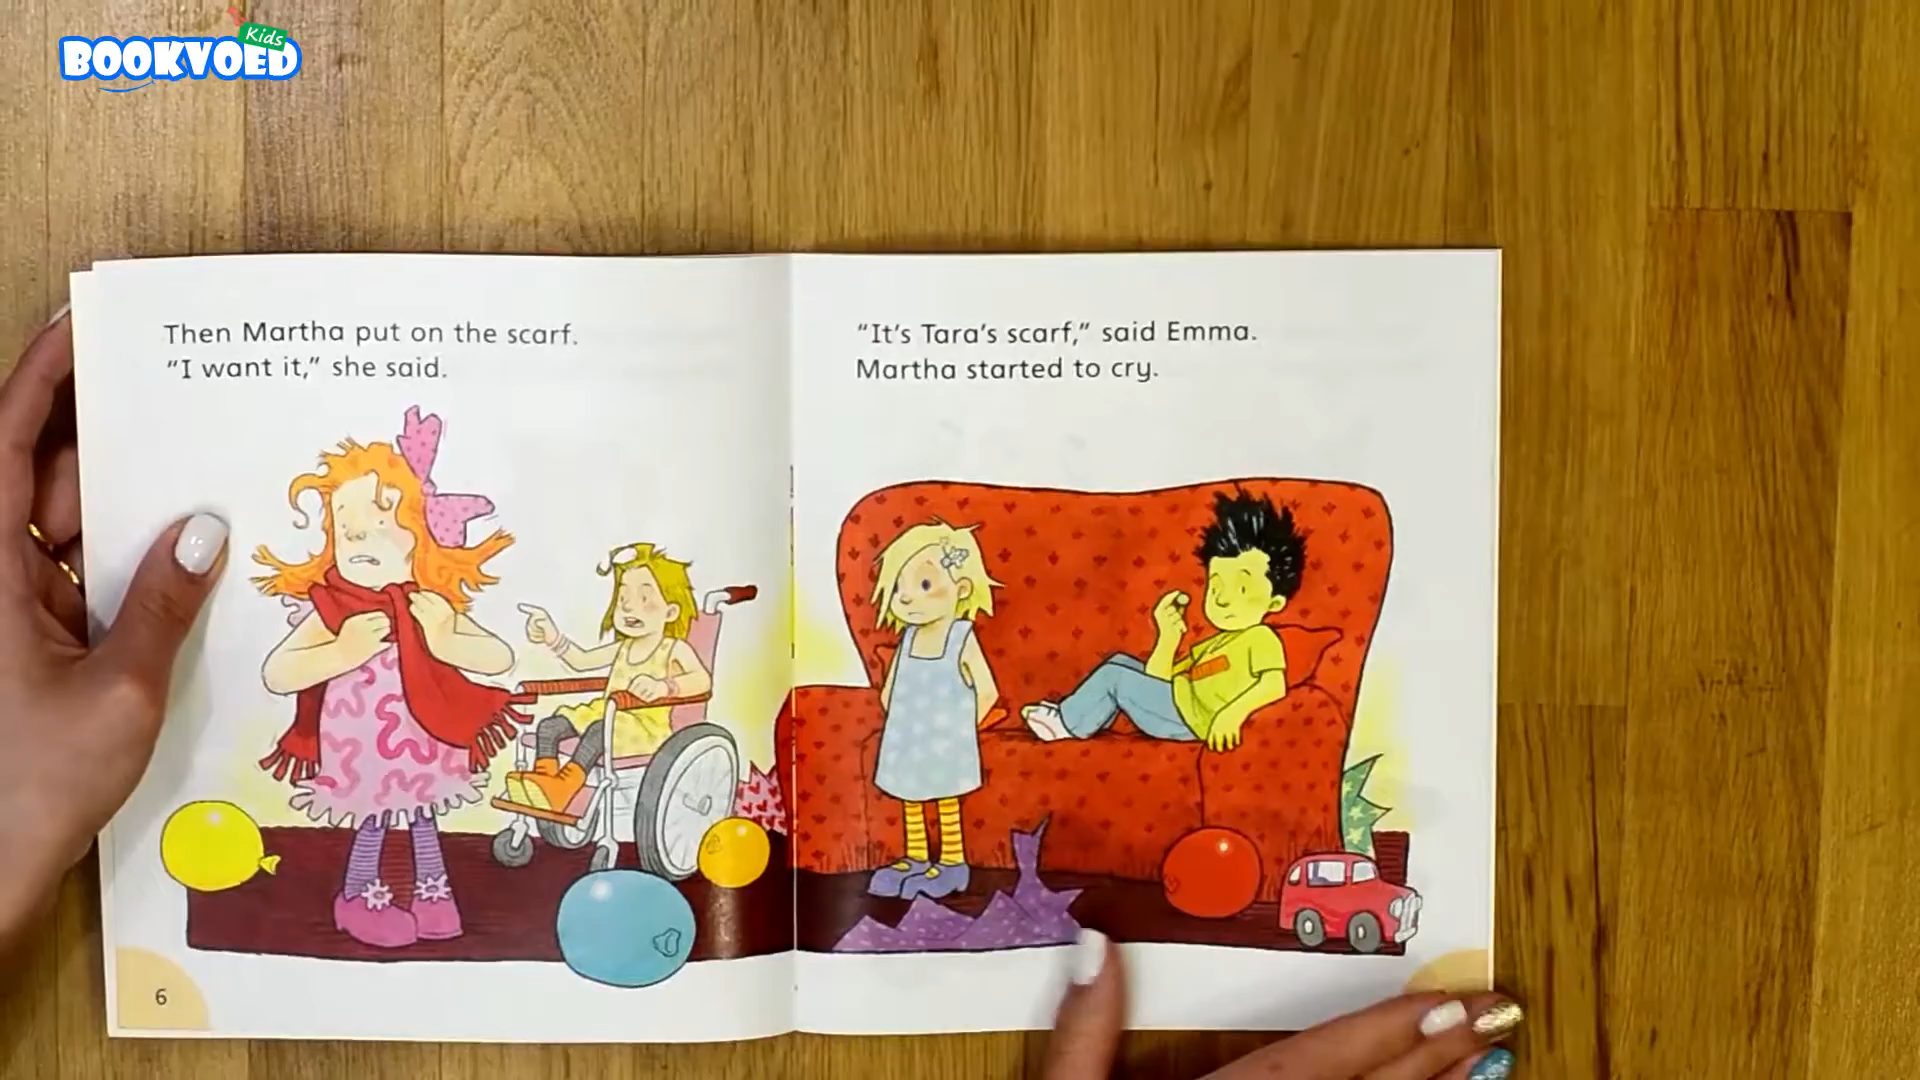 Kids
BOOKVOED
Then Martha put on the scarf.
“I want it,” she said.
“It’s Tara’s scarf,” said Emma.
Martha started to cry.
6